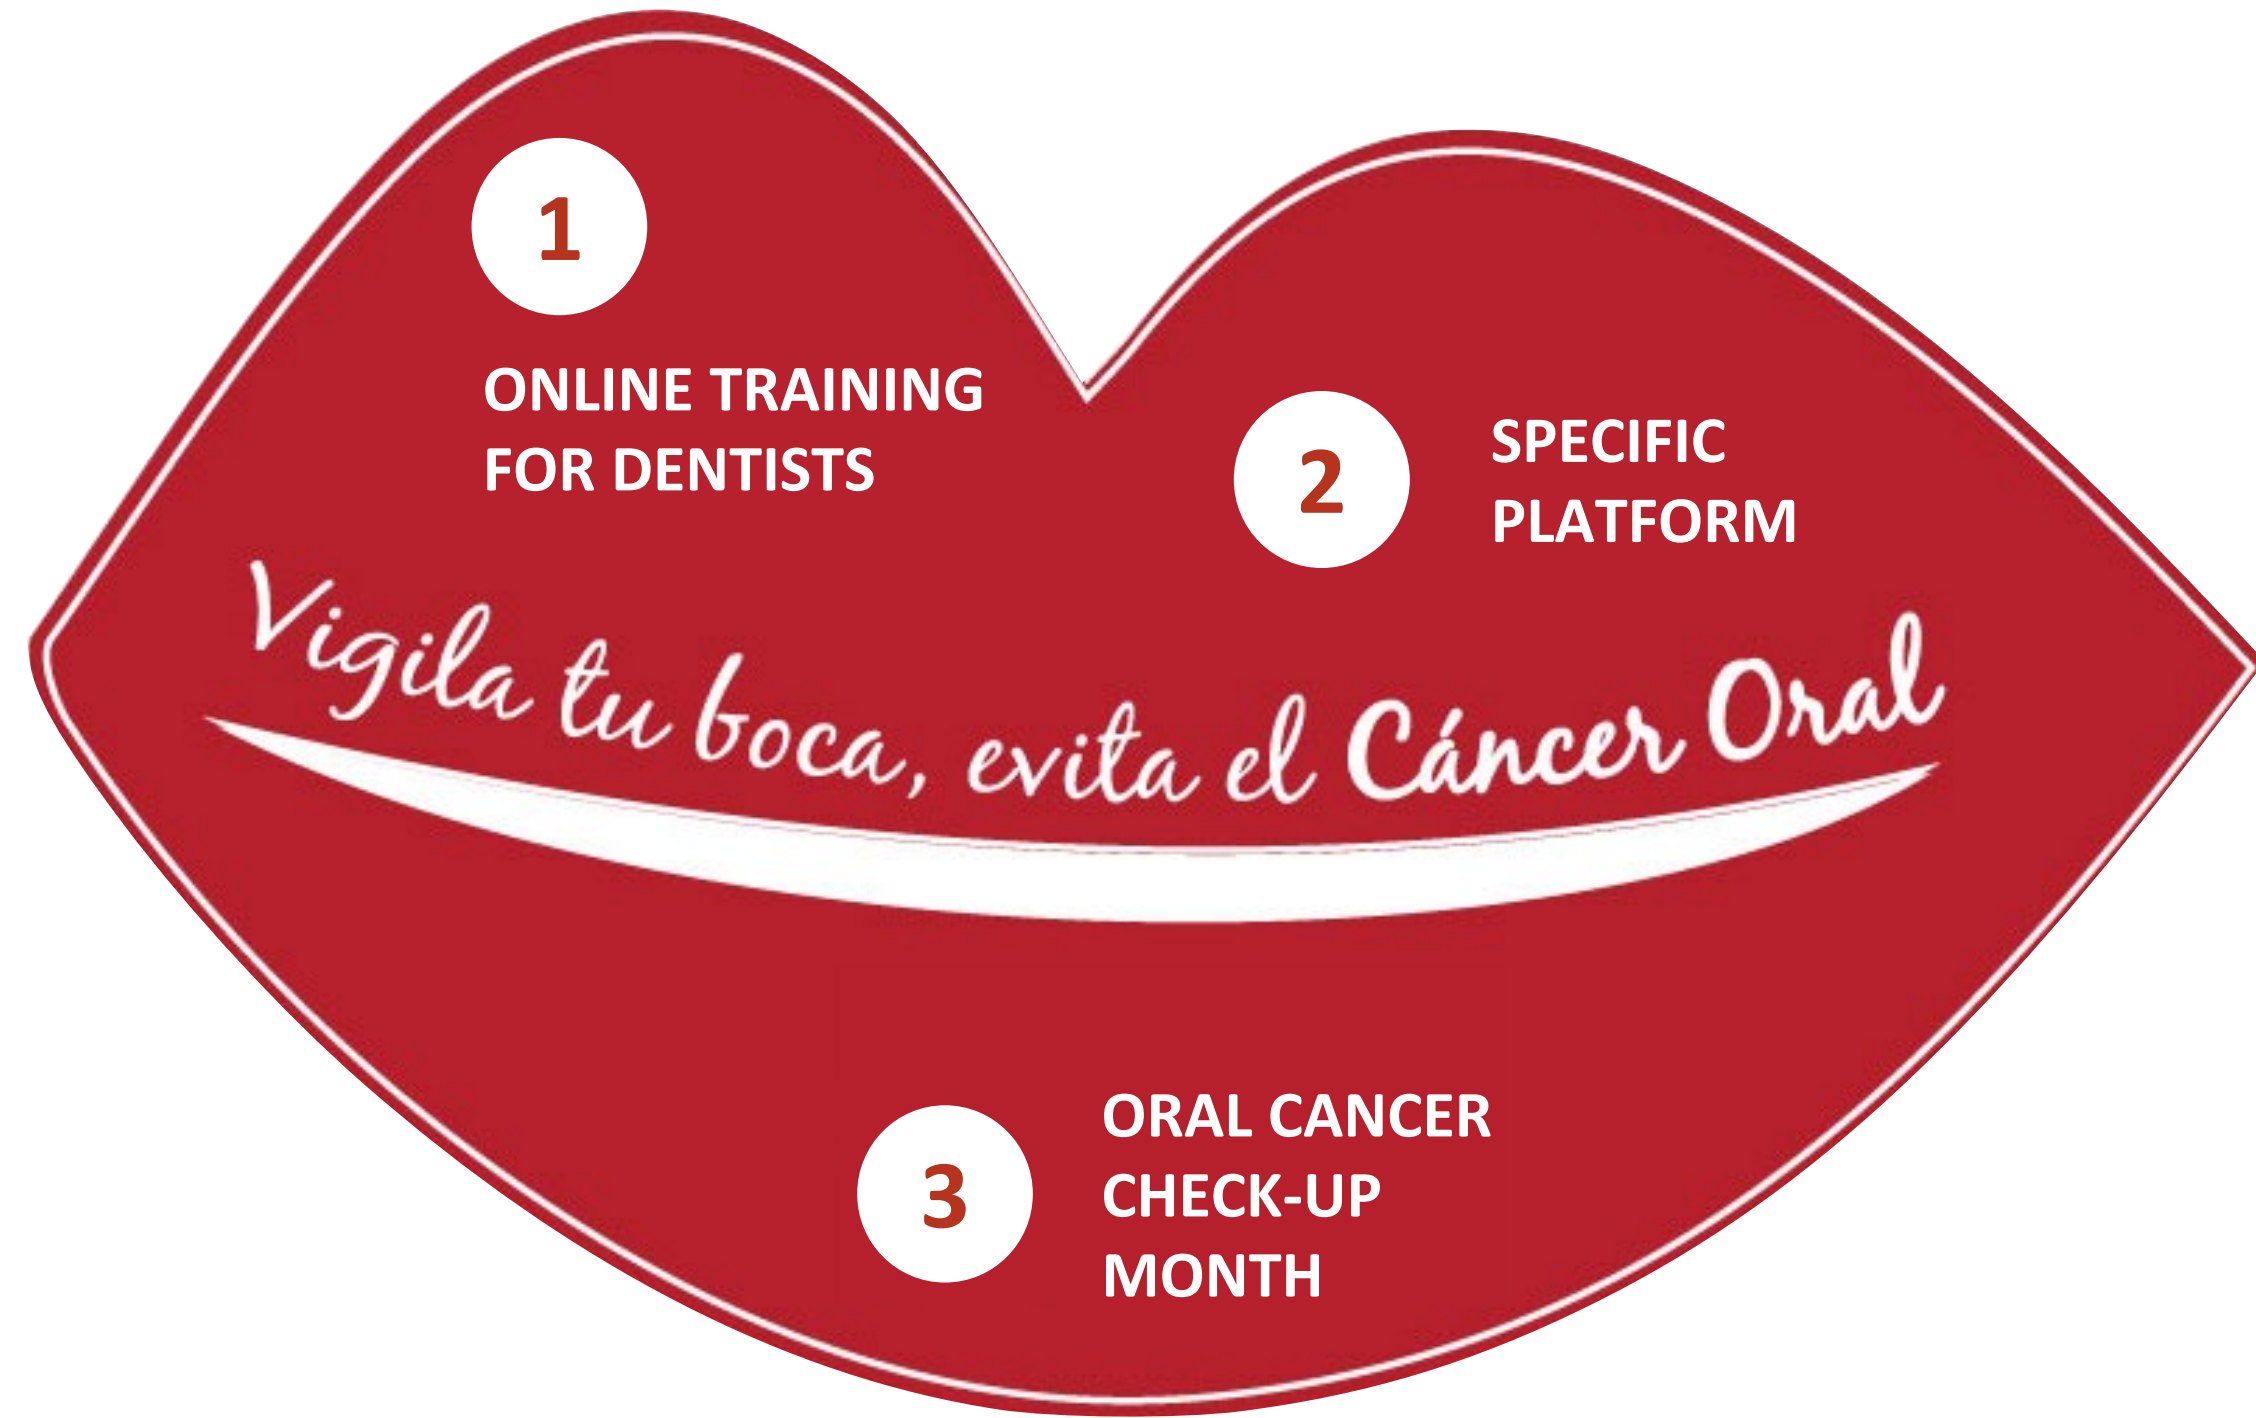 1
ONLINE TRAINING
FOR DENTISTS
2
SPECIFIC
PLATFORM
Vigila tu boca, evita el Cáncer Oral
3
ORAL CANCER
CHECK-UP
MONTH